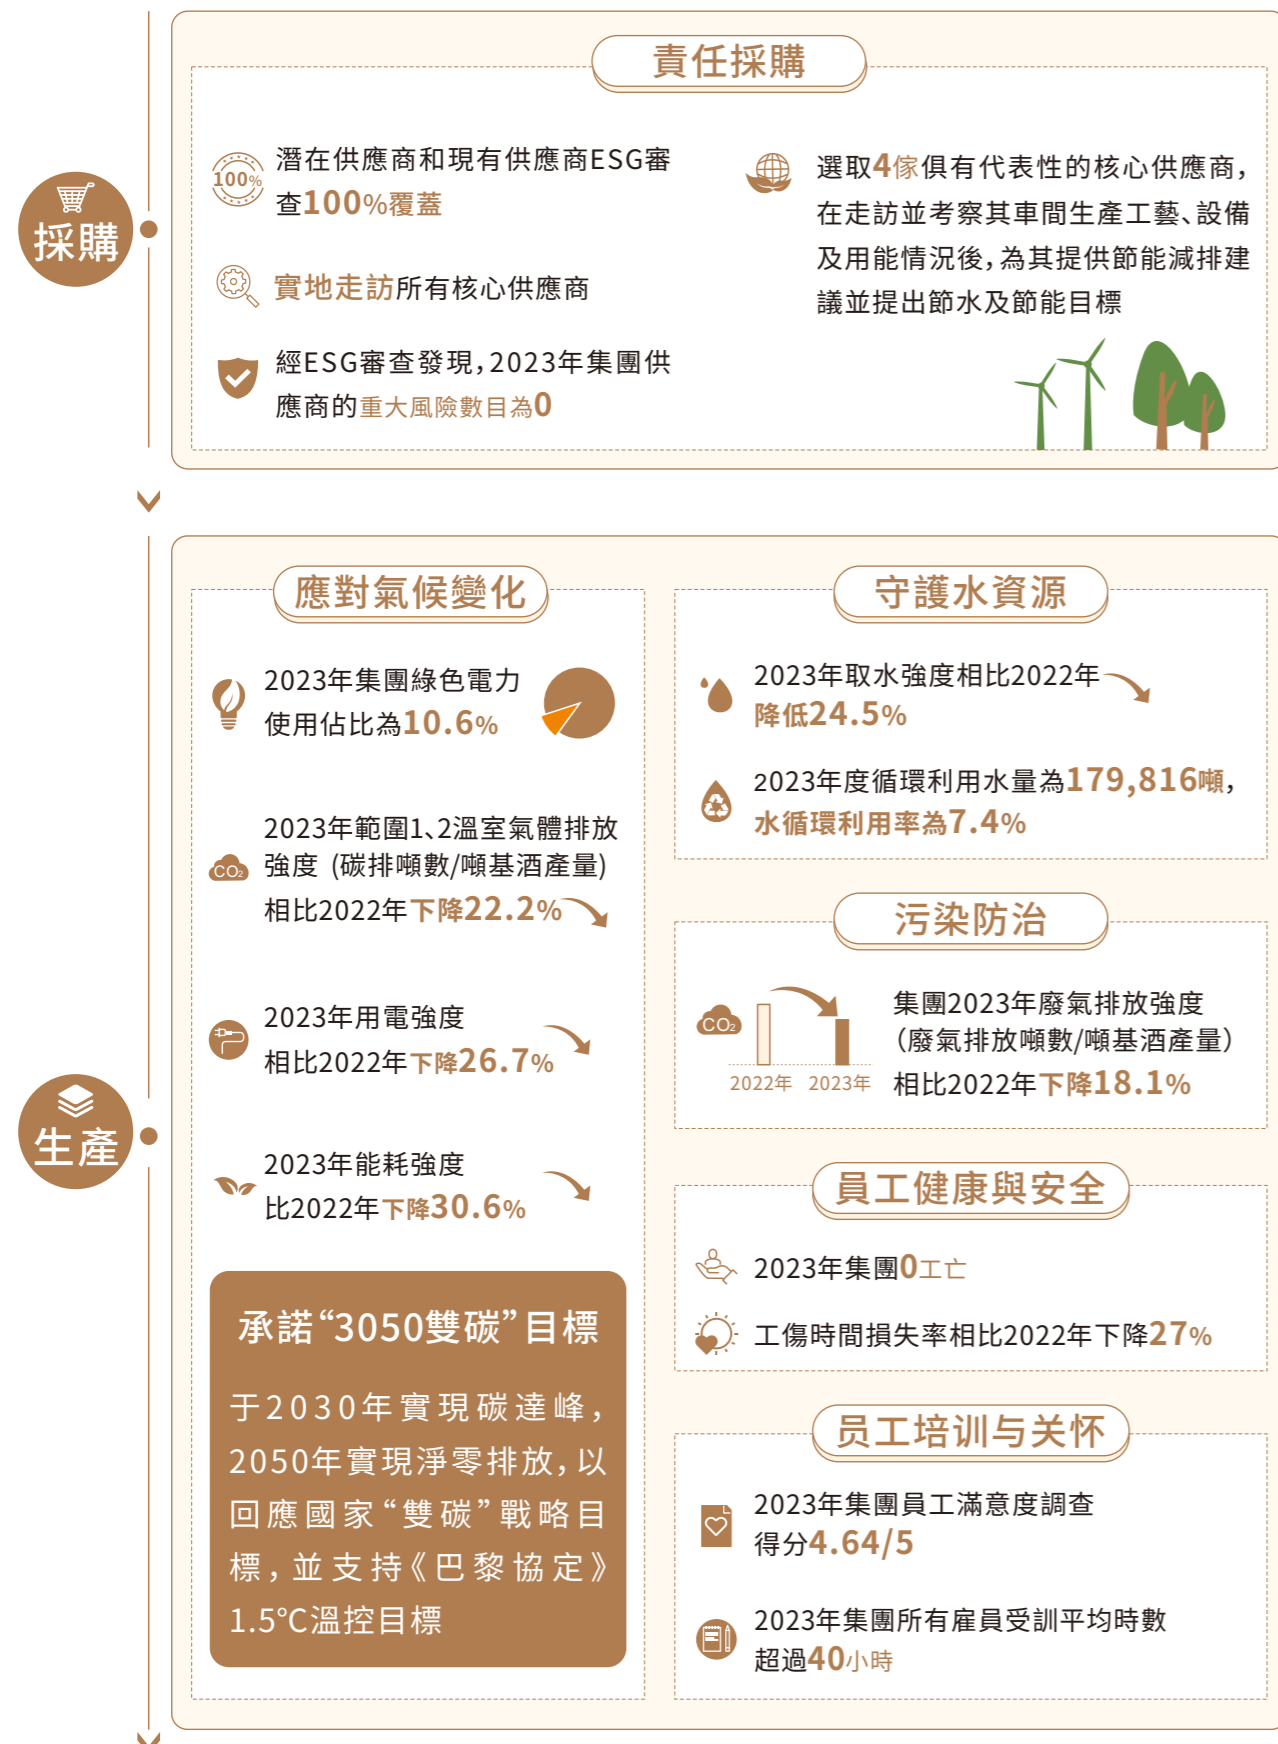 責任採購
採購
100%
潛在供應商和現有供應商ESG審
查100%覆蓋
實地走訪所有核心供應商
經ESG審查發現，2023年集團供
應商的重大風險數目為0
選取4傢俱有代表性的核心供應商，
在走訪並考察其車間生產工藝、設備
及用能情況後，為其提供節能減排建
議並提出節水及節能目標
生產
應對氣候變化
2023年集團綠色電力
使用佔比為10.6%
CO₂
2023年範圍1、2溫室氣體排放
強度 (碳排噸數/噸基酒產量)
相比2022年下降22.2%
2023年用電強度
相比2022年下降26.7%
2023年能耗強度
比2022年下降30.6%
承諾“3050雙碳”目標
于2030年實現碳達峰，
2050年實現淨零排放，以
回應國家“雙碳”戰略目
標，並支持《巴黎協定》
1.5°C溫控目標
守護水資源
2023年取水強度相比2022年
降低24.5%
2023年度循環利用水量為179,816噸，
水循環利用率為7.4%
污染防治
CO₂
2022年 2023年
集團2023年廢氣排放強度
（廢氣排放噸數/噸基酒產量）
相比2022年下降18.1%
員工健康與安全
2023年集團0工亡
工傷時間損失率相比2022年下降27%
员工培训与关怀
2023年集團員工滿意度調查
得分4.64/5
2023年集團所有雇員受訓平均時數
超過40小時